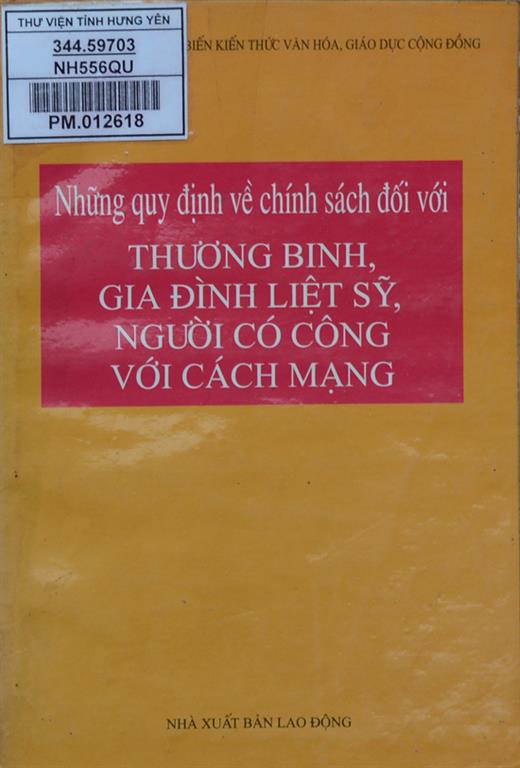 THƯ VIỆN TỈNH HƯNG YÊN
344.59703
NH556QU
PM.012618
BIẾN KIẾN THỨC VĂN HÓA, GIÁO DỤC CỘNG ĐỒNG
Những quy định về chính sách đối với
THƯƠNG BINH,
GIA ĐÌNH LIỆT SỸ,
NGƯỜI CÓ CÔNG
VỚI CÁCH MẠNG
NHÀ XUẤT BẢN LAO ĐỘNG